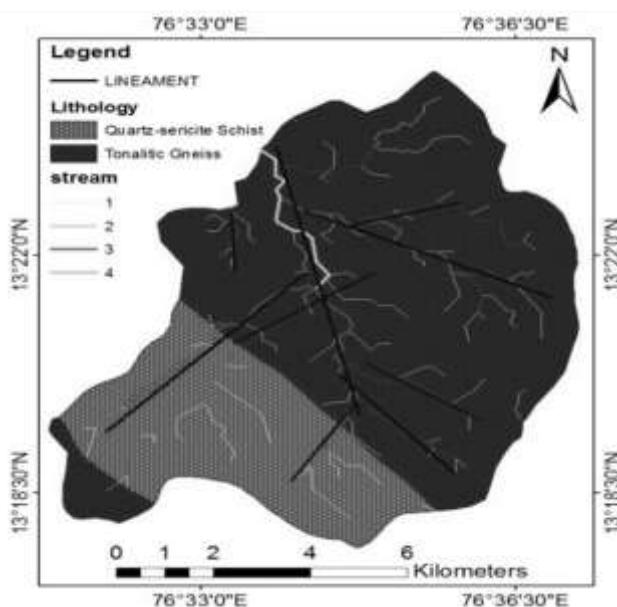 76°33'0"E 76°36'30"E
Legend
LINEAMENT
Lithology
Quartz-sericite Schist
Tonalitic Gneiss
stream
1
2
3
4
N
13°22'0"N 13°22'0"N
13°18'30"N 13°18'30"N
0 1 2 4 6
Kilometers
76°33'0"E 76°36'30"E